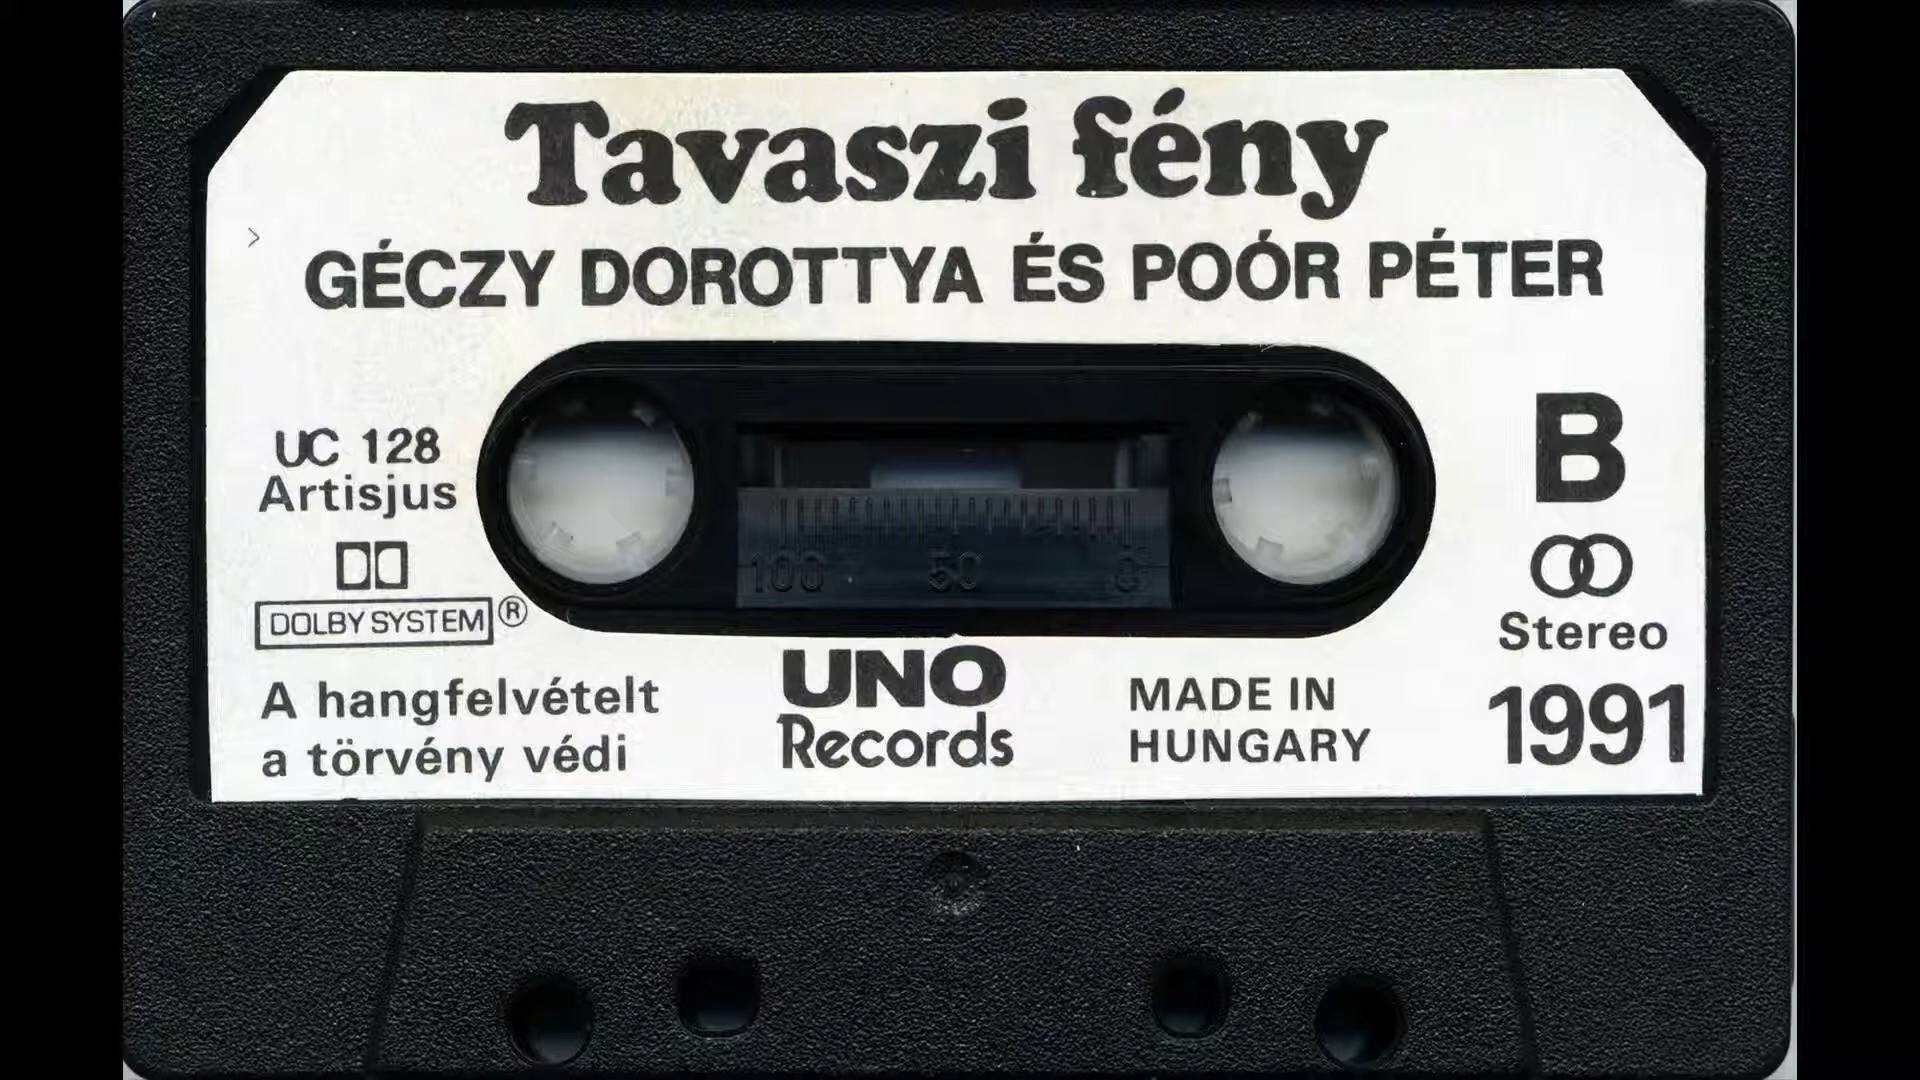 Tavaszi fény
GÉCZY DOROTTYA ÉS POÓR PÉTER
UC 128
Artisjus
DOLBY SYSTEM ®
A hangfelvételt
a törvény védi
100 50 0
UNO
Records
MADE IN
HUNGARY
B
Stereo
1991